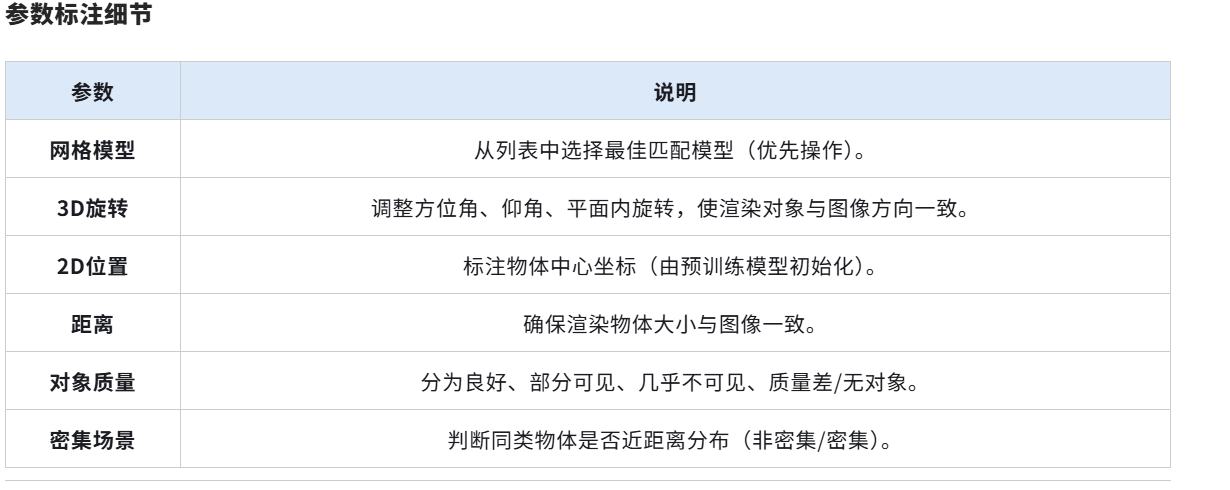 参数标注细节
参数 说明
网格模型 从列表中选择最佳匹配模型（优先操作）。
3D旋转 调整方位角、仰角、平面内旋转，使渲染对象与图像方向一致。
2D位置 标注物体中心坐标（由预训练模型初始化）。
距离 确保渲染物体大小与图像一致。
对象质量 分为良好、部分可见、几乎不可见、质量差/无对象。
密集场景 判断同类物体是否近距离分布（非密集/密集）。